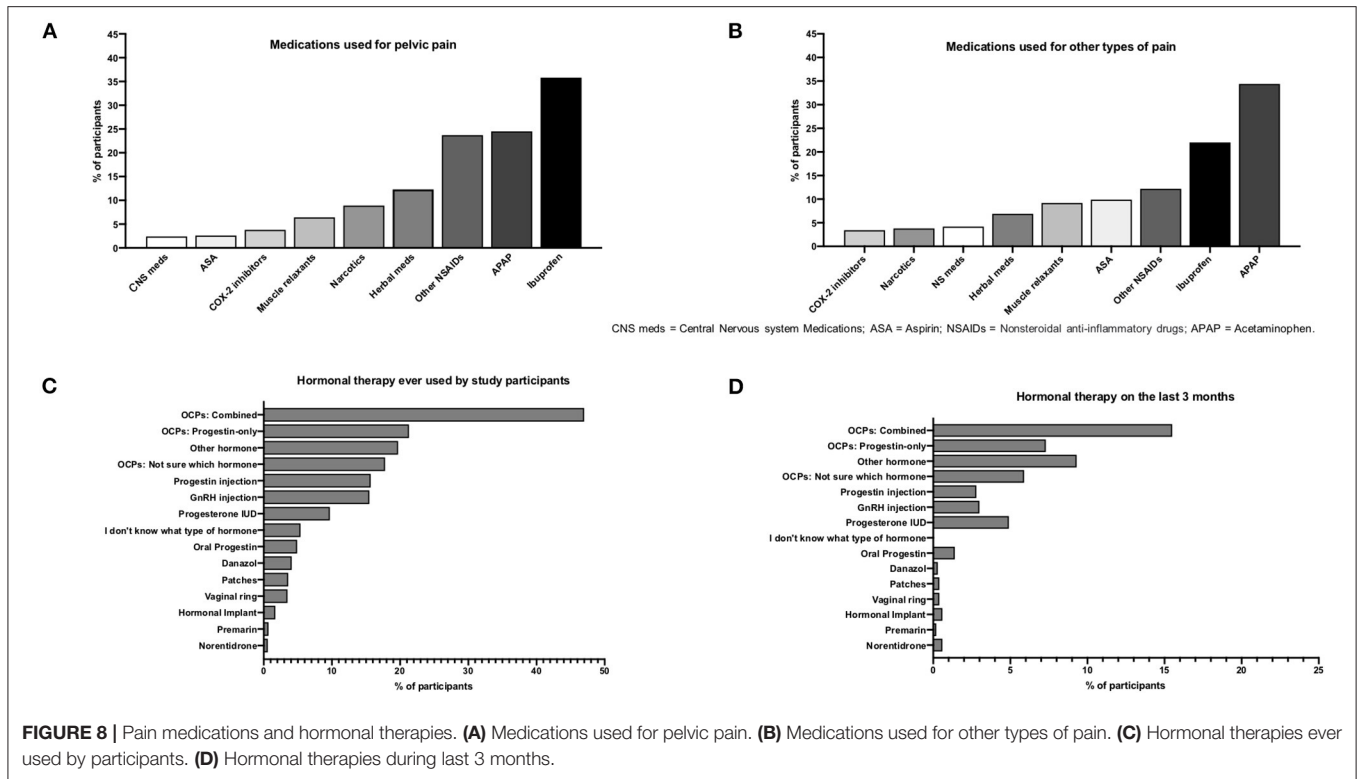 A
Medications used for pelvic pain
% of participants
45
40
35
30
25
20
15
10
5
0
CNS meds
ASA
COX-2 inhibitors
Muscle relaxants
Narcotics
Herbal meds
Other NSAIDs
APAP
Ibuprofen
B
Medications used for other types of pain
% of participants
45
40
35
30
25
20
15
10
5
0
COX-2 inhibitors
Narcotics
NS meds
Herbal meds
Muscle relaxants
ASA
Other NSAIDs
Ibuprofen
APAP
CNS meds = Central Nervous system Medications; ASA = Aspirin; NSAIDs = Nonsteroidal anti-inflammatory drugs; APAP = Acetaminophen.
C
Hormonal therapy ever used by study participants
OCPs: Combined
OCPs: Progestin-only
Other hormone
OCPs: Not sure which hormone
Progestin injection
GnRH injection
Progesterone IUD
I don't know what type of hormone
Oral Progestin
Danazol
Patches
Vaginal ring
Hormonal Implant
Premarin
Norentidrone
0 10 20 30 40 50
% of participants
D
Hormonal therapy on the last 3 months
OCPs: Combined
OCPs: Progestin-only
Other hormone
OCPs: Not sure which hormone
Progestin injection
GnRH injection
Progesterone IUD
I don't know what type of hormone
Oral Progestin
Danazol
Patches
Vaginal ring
Hormonal Implant
Premarin
Norentidrone
0 5 10 15 20 25
% of participants
FIGURE 8 | Pain medications and hormonal therapies. (A) Medications used for pelvic pain. (B) Medications used for other types of pain. (C) Hormonal therapies ever
used by participants. (D) Hormonal therapies during last 3 months.